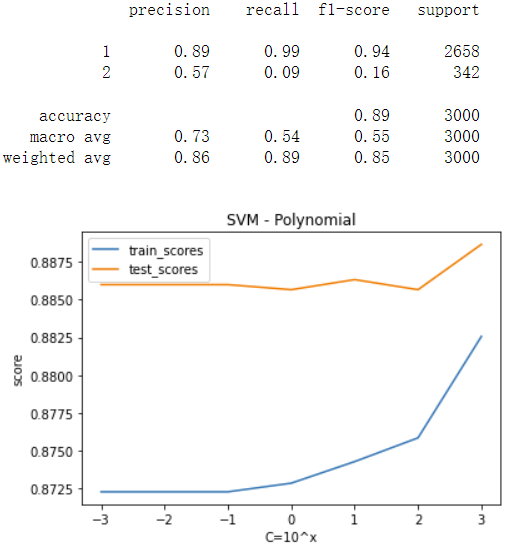 precision recall f1-score support
1 0.89 0.99 0.94 2658
2 0.57 0.09 0.16 342
accuracy 0.89 3000
macro avg 0.73 0.54 0.55 3000
weighted avg 0.86 0.89 0.85 3000
SVM - Polynomial
train_scores
test_scores
0.8875
0.8850
0.8825
0.8800
0.8775
0.8750
0.8725
score
−3 −2 −1 0 1 2 3
C=10^x